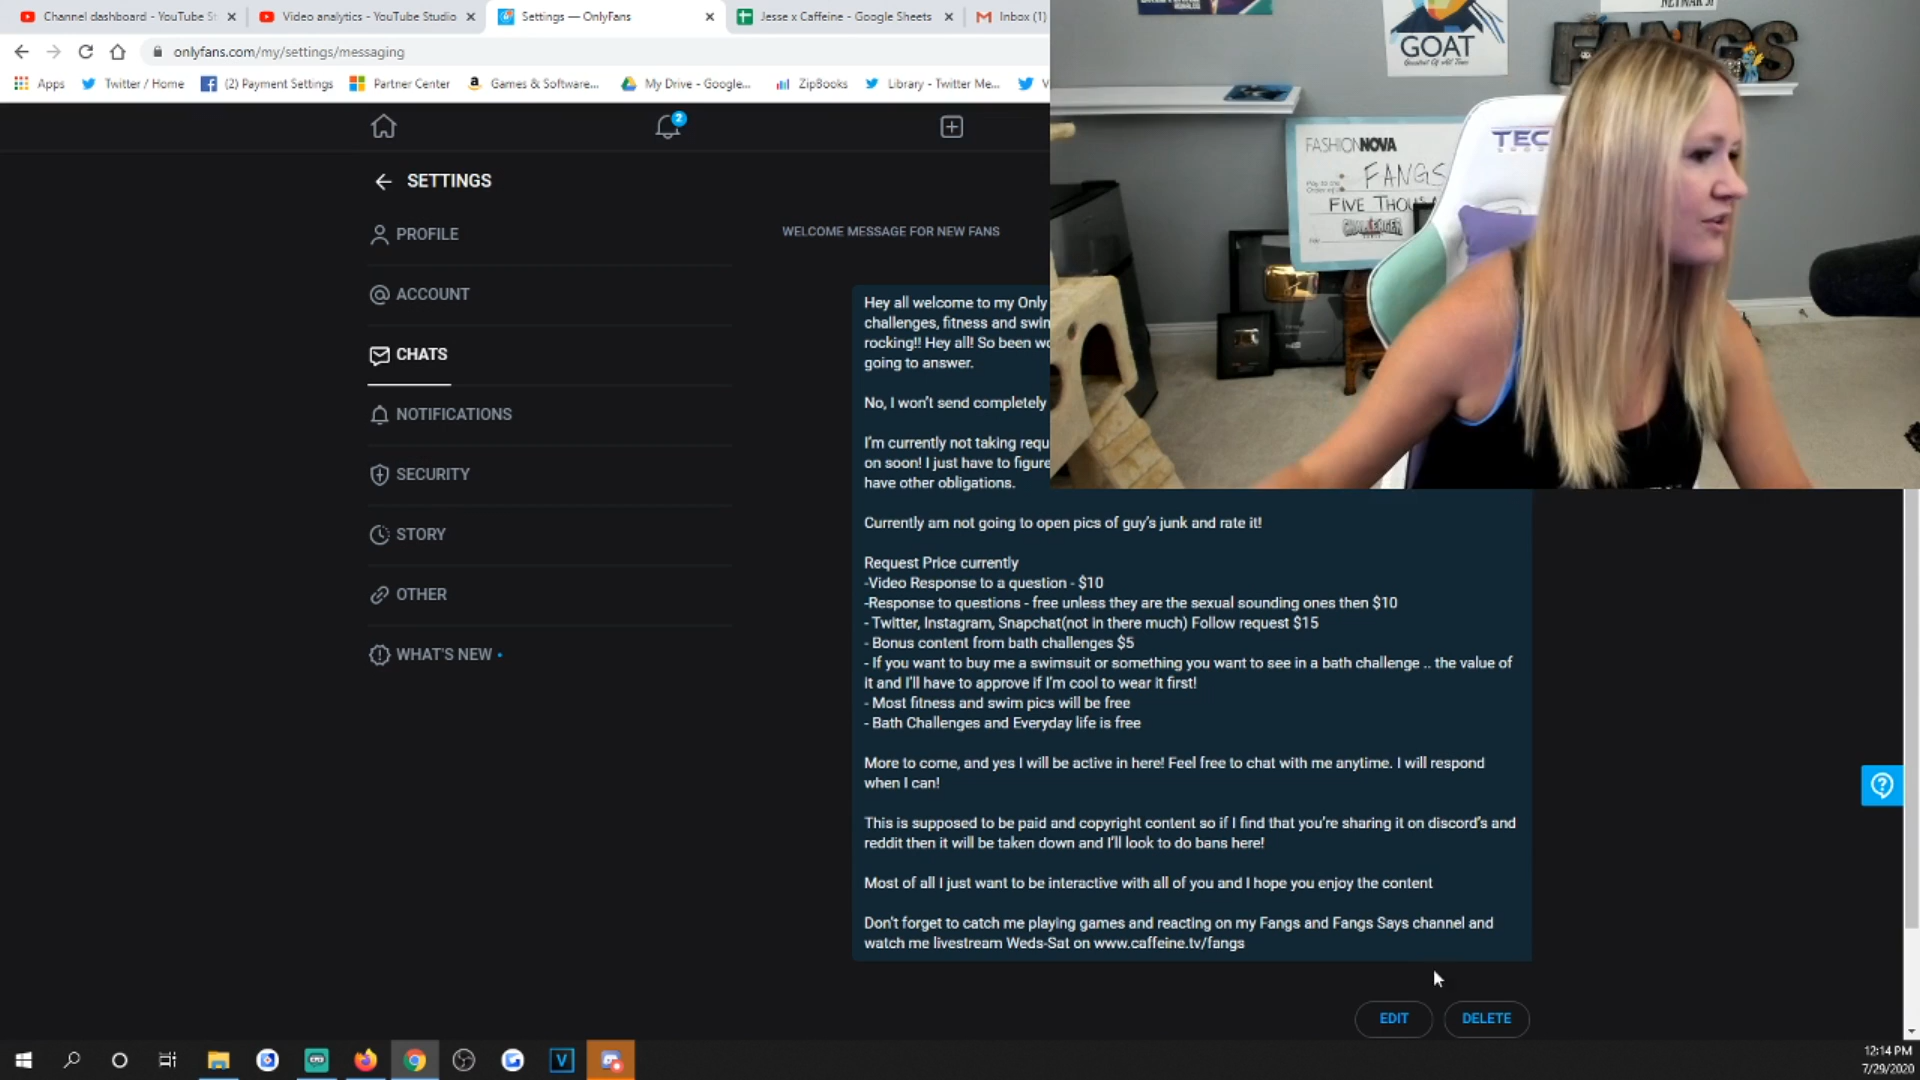 Channel dashboard - YouTube St
Video analytics - YouTube Studio
Settings — OnlyFans
Jesse x Caffeine - Google Sheets
Inbox (1)
onlyfans.com/my/settings/messaging
Apps
Twitter / Home
(2) Payment Settings
Partner Center
Games & Software...
My Drive - Google...
ZipBooks
Library - Twitter Me...
V
2
SETTINGS
PROFILE
ACCOUNT
CHATS
NOTIFICATIONS
SECURITY
STORY
OTHER
WHAT'S NEW
WELCOME MESSAGE FOR NEW FANS
Hey all welcome to my Only
challenges, fitness and swim
rocking!! Hey all! So been wo
going to answer.
No, I won't send completely
I'm currently not taking requ
on soon! I just have to figure
have other obligations.
Currently am not going to open pics of guy's junk and rate it!
Request Price currently
-Video Response to a question - $10
-Response to questions - free unless they are the sexual sounding ones then $10
- Twitter, Instagram, Snapchat(not in there much) Follow request $15
- Bonus content from bath challenges $5
- If you want to buy me a swimsuit or something you want to see in a bath challenge .. the value of
it and I'll have to approve if I'm cool to wear it first!
- Most fitness and swim pics will be free
- Bath Challenges and Everyday life is free
More to come, and yes I will be active in here! Feel free to chat with me anytime. I will respond
when I can!
This is supposed to be paid and copyright content so if I find that you're sharing it on discord's and
reddit then it will be taken down and I'll look to do bans here!
Most of all I just want to be interactive with all of you and I hope you enjoy the content
Don't forget to catch me playing games and reacting on my Fangs and Fangs Says channel and
watch me livestream Weds-Sat on www.caffeine.tv/fangs
EDIT
DELETE
GOAT
Greatest Of All Time
NEYMAR JR
FANGS
FASHIONNOVA
FANGS
FIVE THOUSA
CHALLENGER
TEC
12:14 PM
7/29/2020